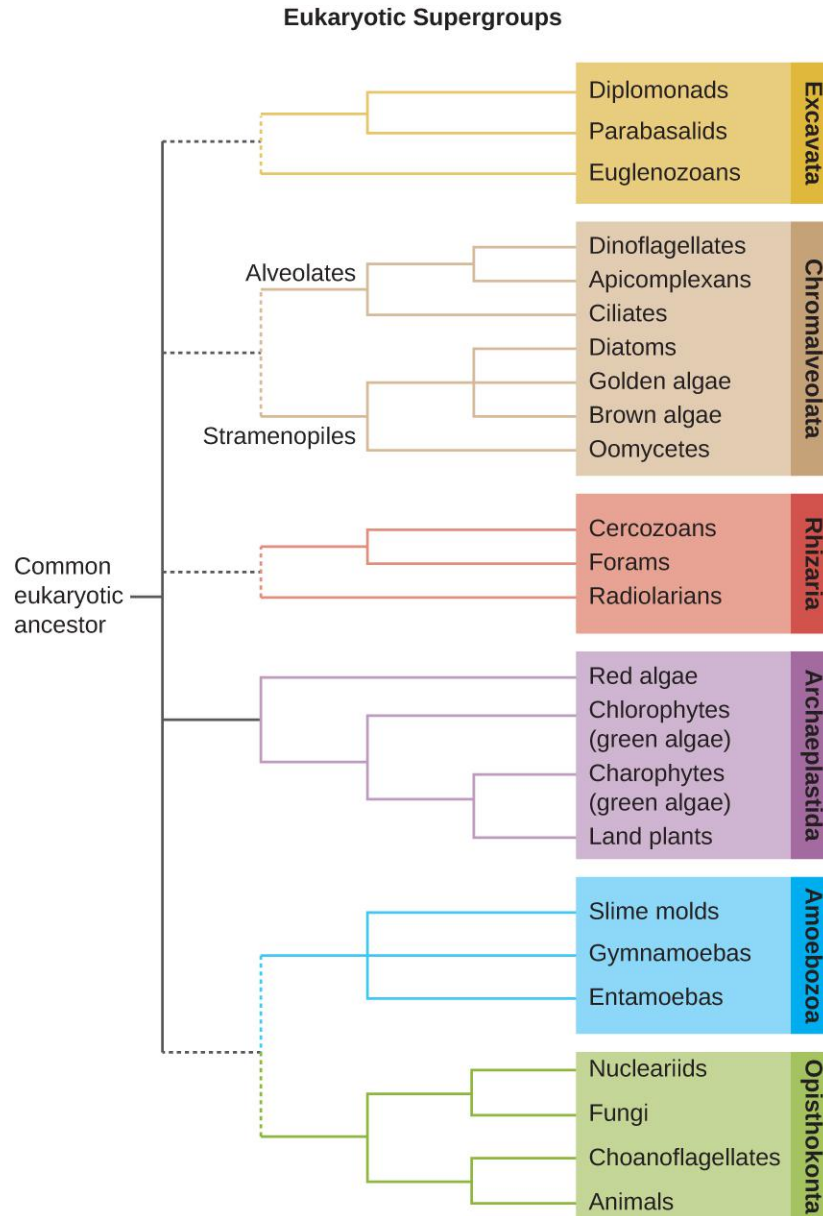 Eukaryotic Supergroups
Diplomonads
Parabasalids
Euglenozoans
Excavata
Alveolates
Stramenopiles
Dinoflagellates
Apicomplexans
Ciliates
Diatoms
Golden algae
Brown algae
Oomycetes
Chromalveolata
Common
eukaryotic
ancestor
Cercozoans
Forams
Radiolarians
Rhizaria
Red algae
Chlorophytes
(green algae)
Charophytes
(green algae)
Land plants
Archaeplastida
Slime molds
Gymnamoebas
Entamoebas
Amoebozoa
Nucleariids
Fungi
Choanoflagellates
Animals
Opisthokonta